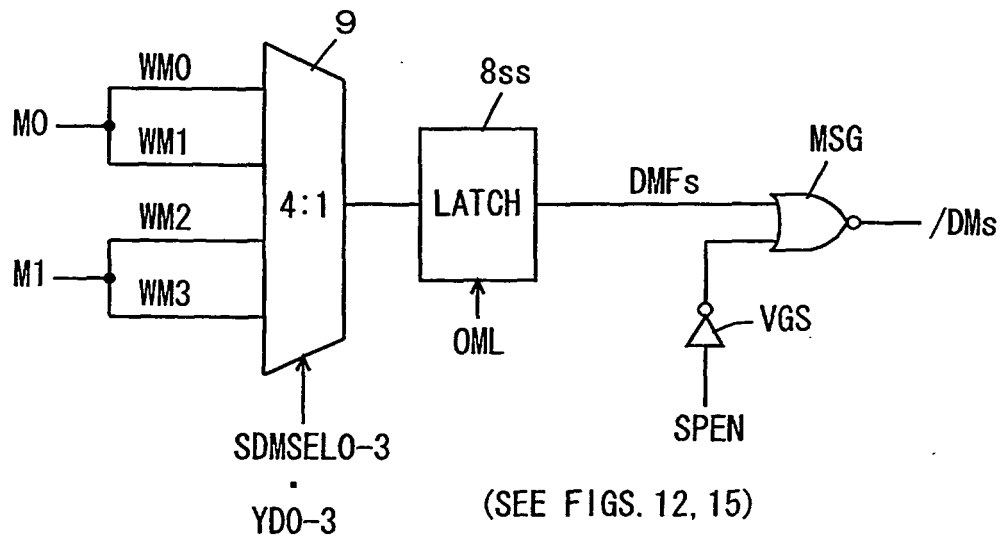 9
WM0
8ss
M0
WM1
MSG
DMFs
4:1
LATCH
/DMs
WM2
M1
WM3
VGS
OML
SPEN
SDMSEL0-3
·
YD0-3
(SEE FIGS. 12, 15)